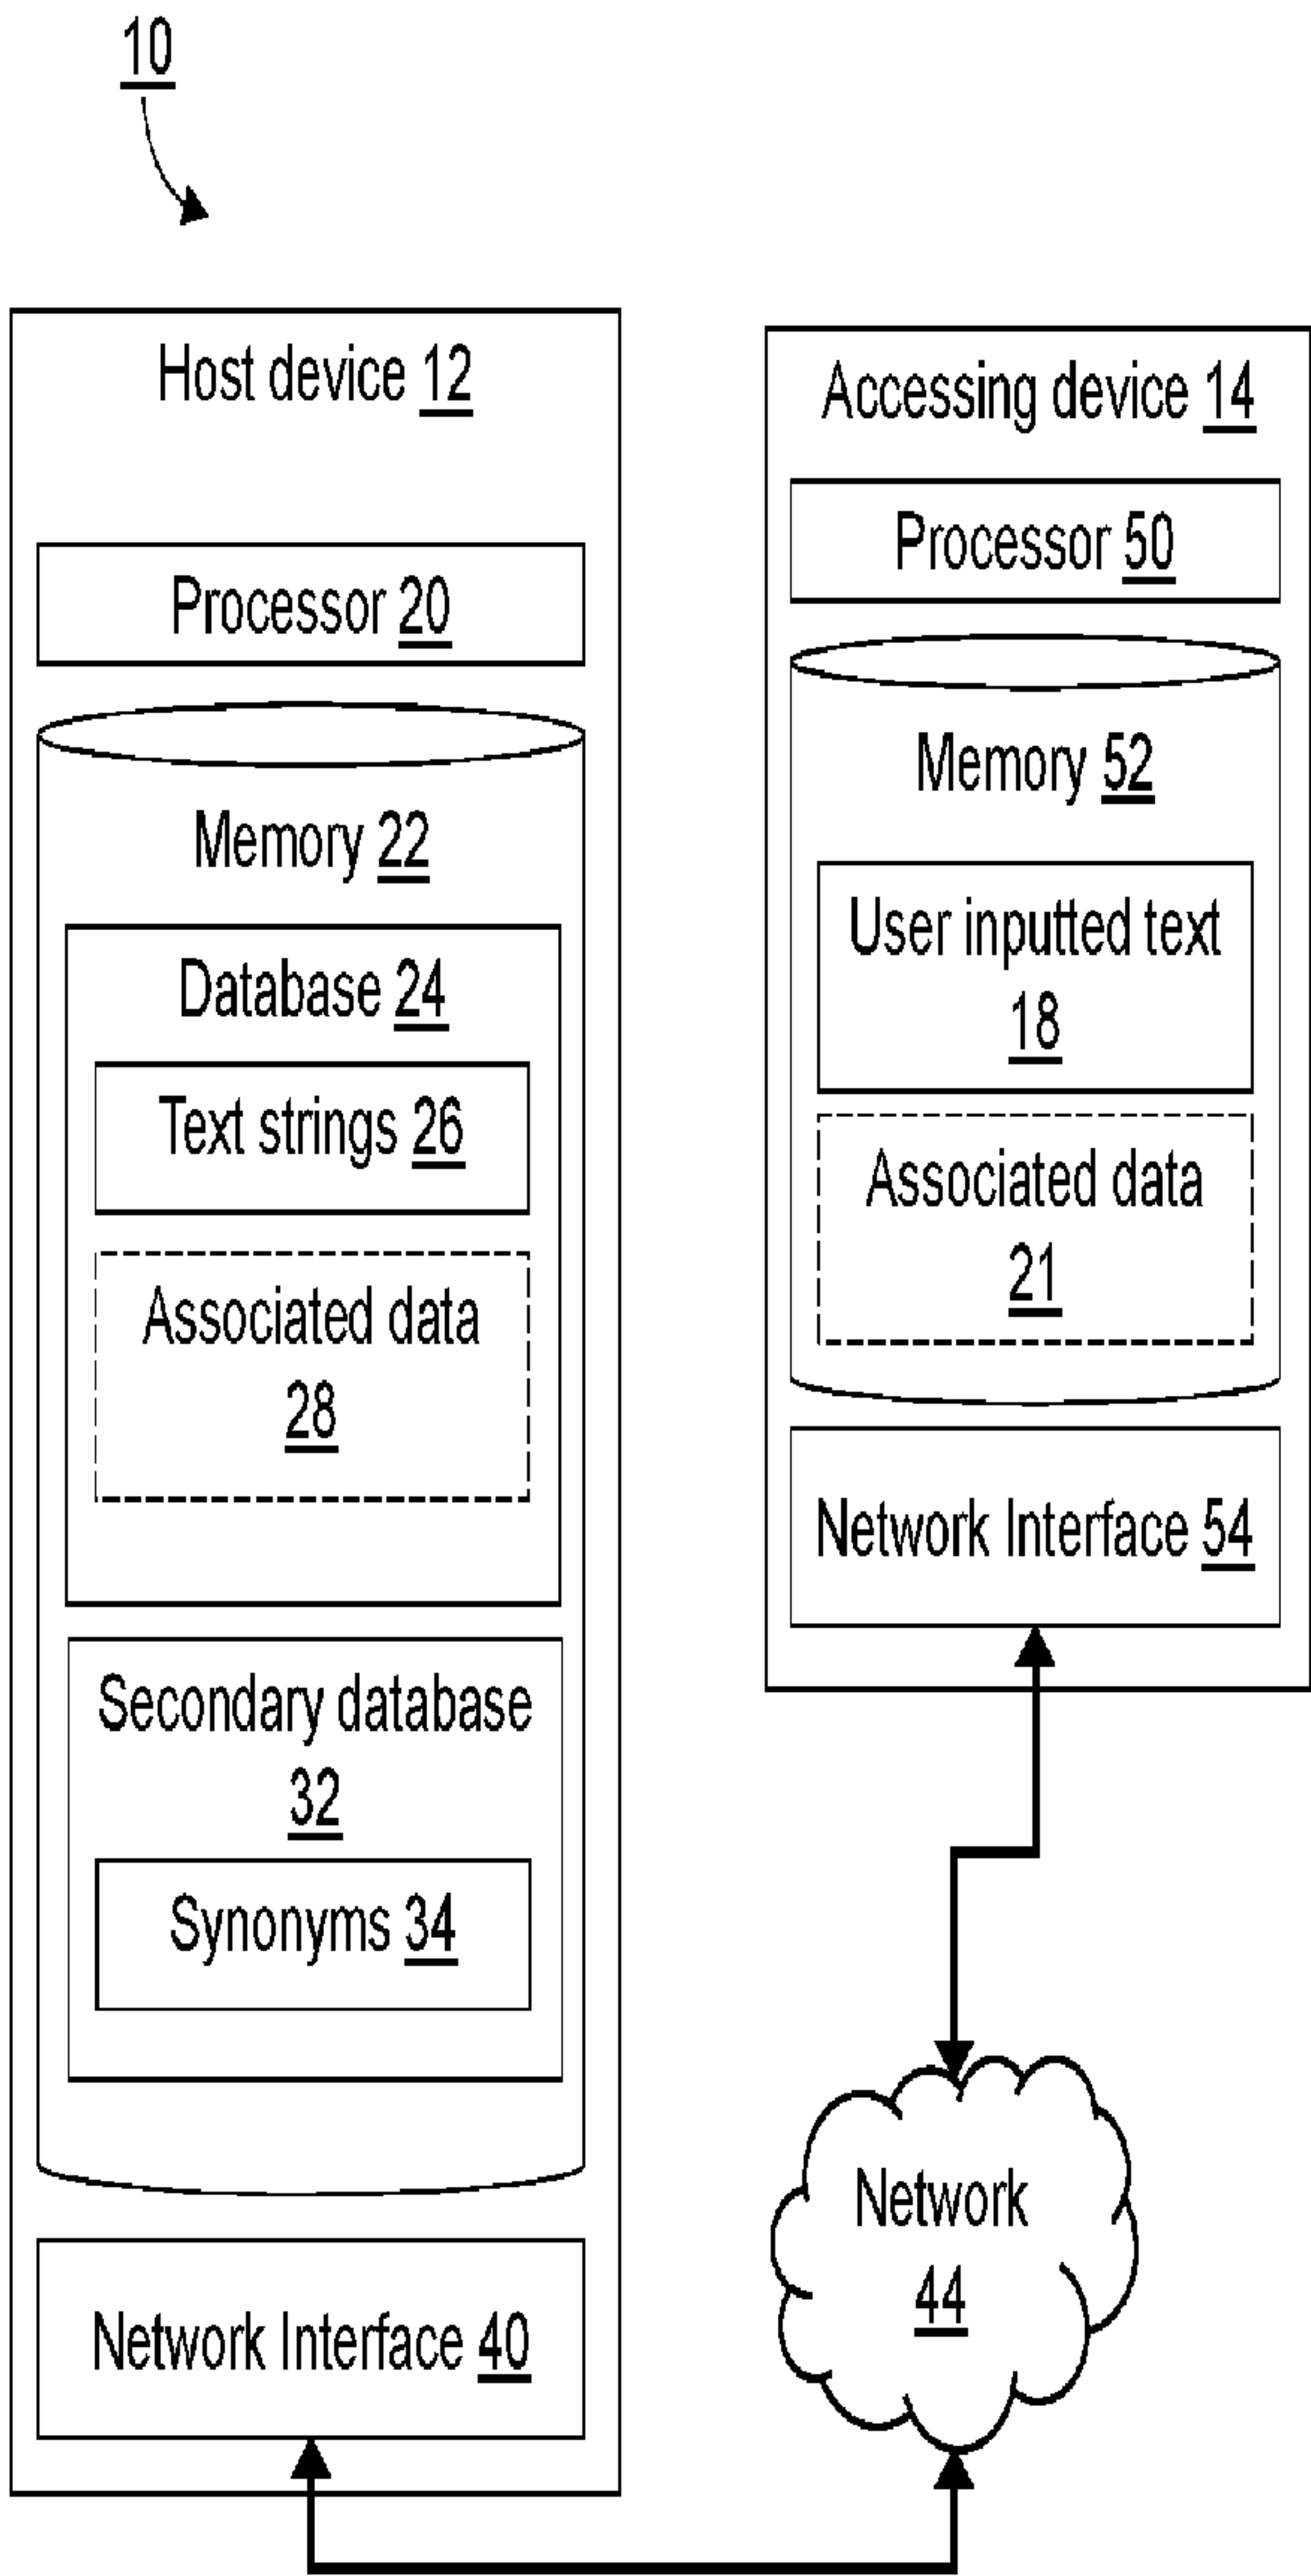 10
Host device 12
Processor 20
Memory 22
Database 24
Text strings 26
Associated data
28
Secondary database
32
Synonyms 34
Network Interface 40
Accessing device 14
Processor 50
Memory 52
User inputted text
18
Associated data
21
Network Interface 54
Network
44